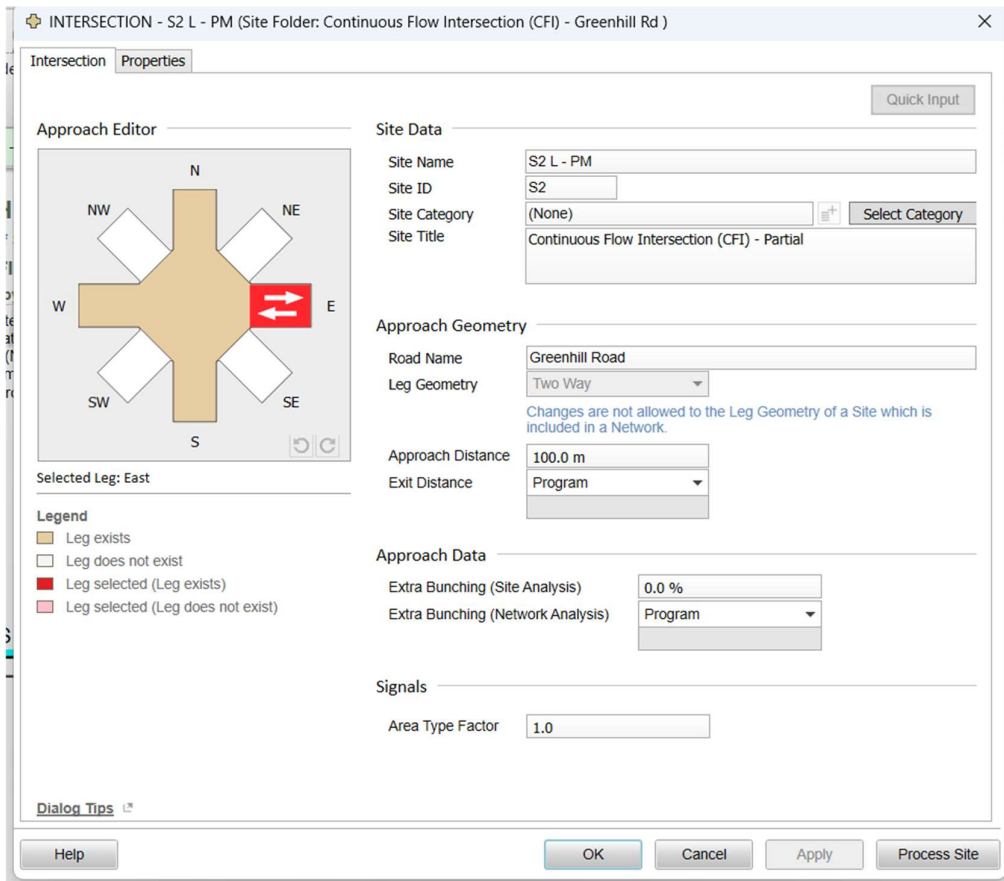 INTERSECTION - S2 L - PM (Site Folder: Continuous Flow Intersection (CFI) - Greenhill Rd )
Intersection
Properties
Quick Input
Approach Editor
N
NW
NE
W
E
SW
SE
S
Selected Leg: East
Legend
Leg exists
Leg does not exist
Leg selected (Leg exists)
Leg selected (Leg does not exist)
Site Data
Site Name
S2 L - PM
Site ID
S2
Site Category
(None)
Select Category
Site Title
Continuous Flow Intersection (CFI) - Partial
Approach Geometry
Road Name
Greenhill Road
Leg Geometry
Two Way
Changes are not allowed to the Leg Geometry of a Site which is
included in a Network.
Approach Distance
100.0 m
Exit Distance
Program
Approach Data
Extra Bunching (Site Analysis)
0.0 %
Extra Bunching (Network Analysis)
Program
Signals
Area Type Factor
1.0
Dialog Tips
Help
OK
Cancel
Apply
Process Site